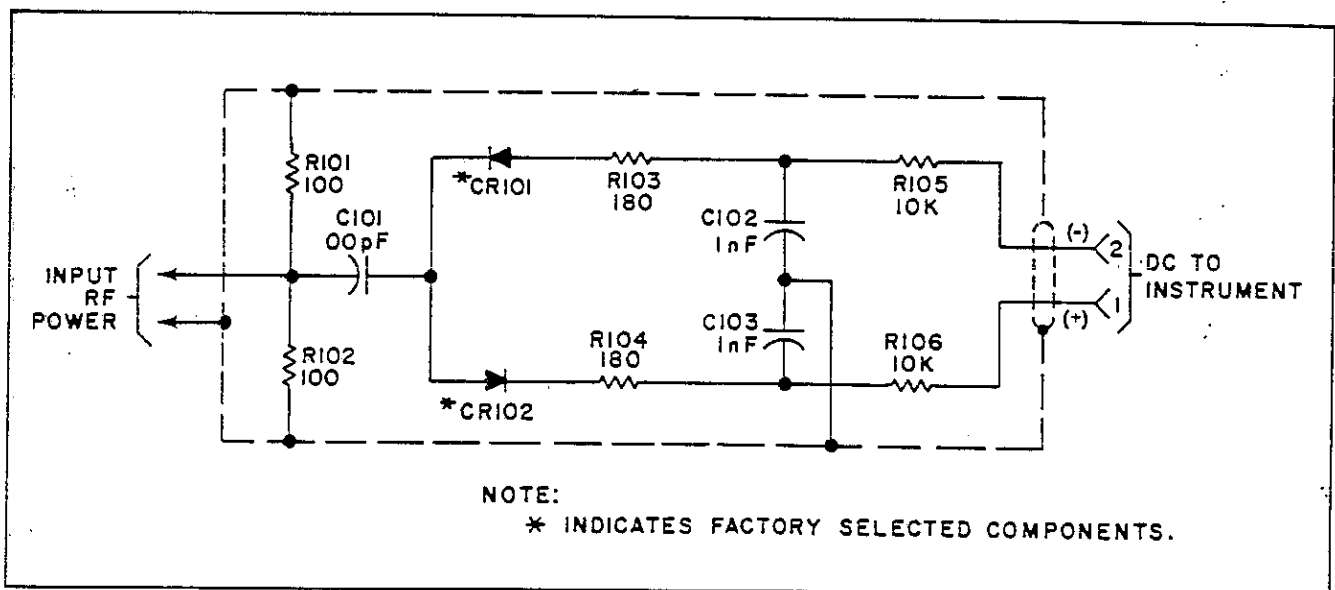 R101
100
*CR101
R103
180
R105
10K
C101
00pF
C102
1nF
(-)
2
INPUT
RF
POWER
DC TO
INSTRUMENT
C103
1nF
1
(+)
R102
100
R104
180
R106
10K
*CR102
NOTE:
* INDICATES FACTORY SELECTED COMPONENTS.